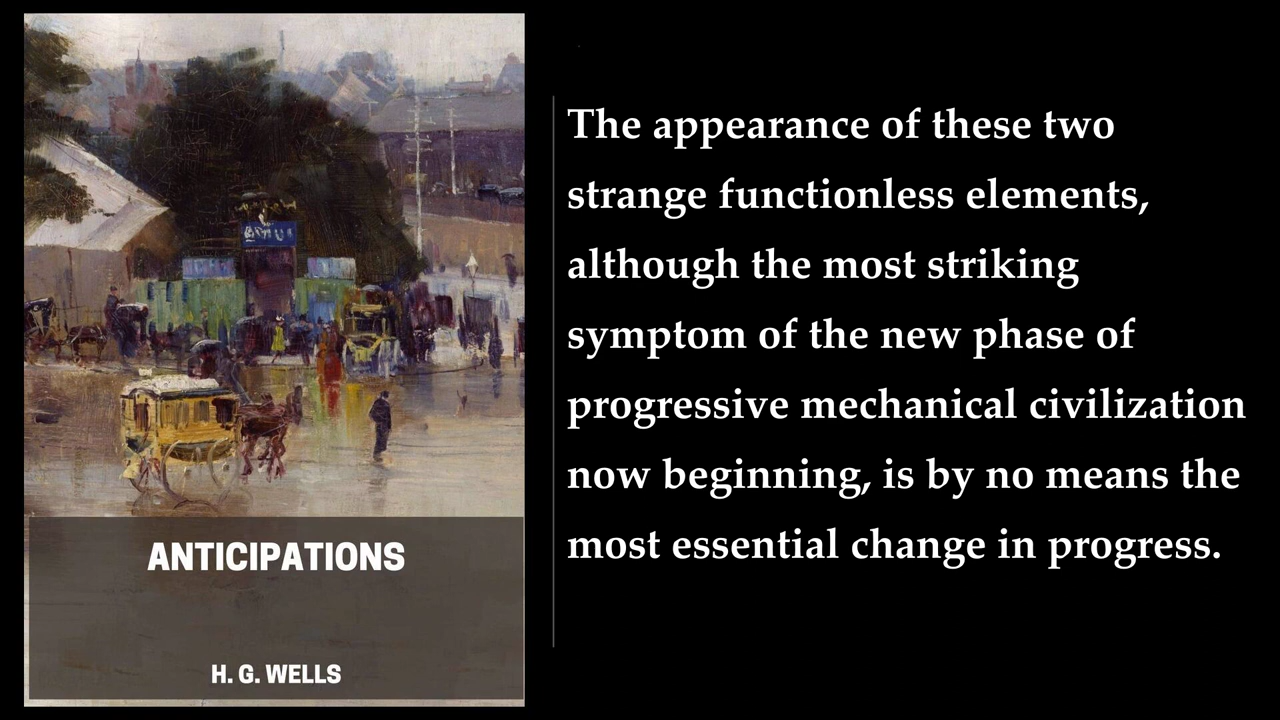 ANTICIPATIONS
H. G. WELLS
The appearance of these two
strange functionless elements,
although the most striking
symptom of the new phase of
progressive mechanical civilization
now beginning, is by no means the
most essential change in progress.